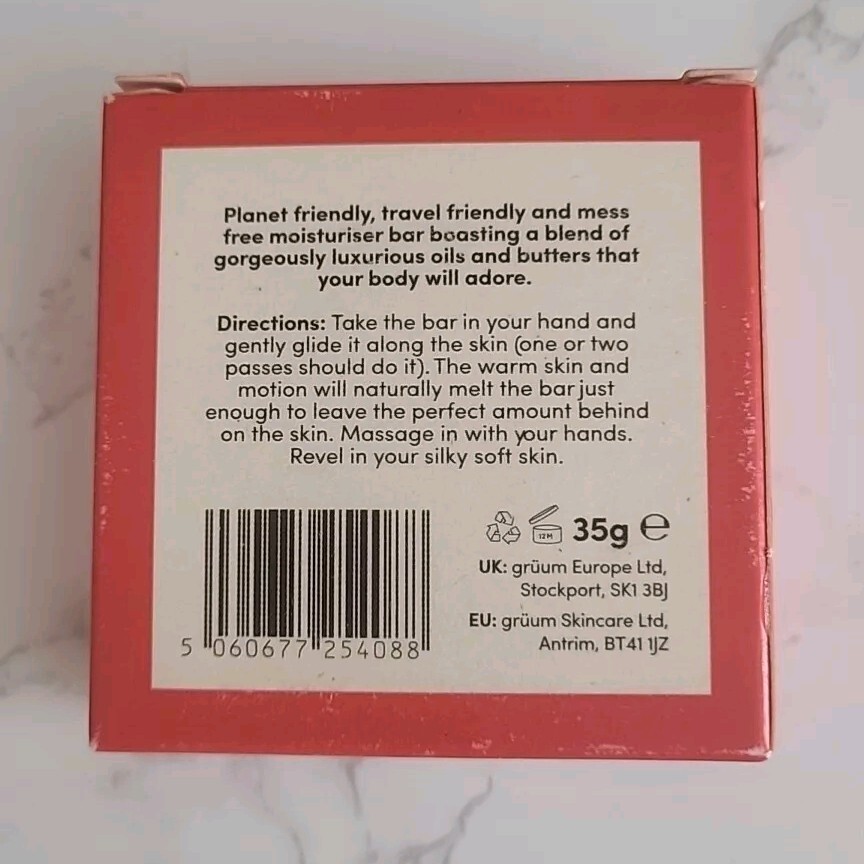 Planet friendly, travel friendly and mess
free moisturiser bar boasting a blend of
gorgeously luxurious oils and butters that
your body will adore.
Directions: Take the bar in your hand and
gently glide it along the skin (one or two
passes should do it). The warm skin and
motion will naturally melt the bar just
enough to leave the perfect amount behind
on the skin. Massage in with your hands.
Revel in your silky soft skin.
12M 35g e
UK: grüum Europe Ltd,
Stockport, SK1 3BJ
EU: grüum Skincare Ltd,
Antrim, BT41 1JZ
5 060677 254088